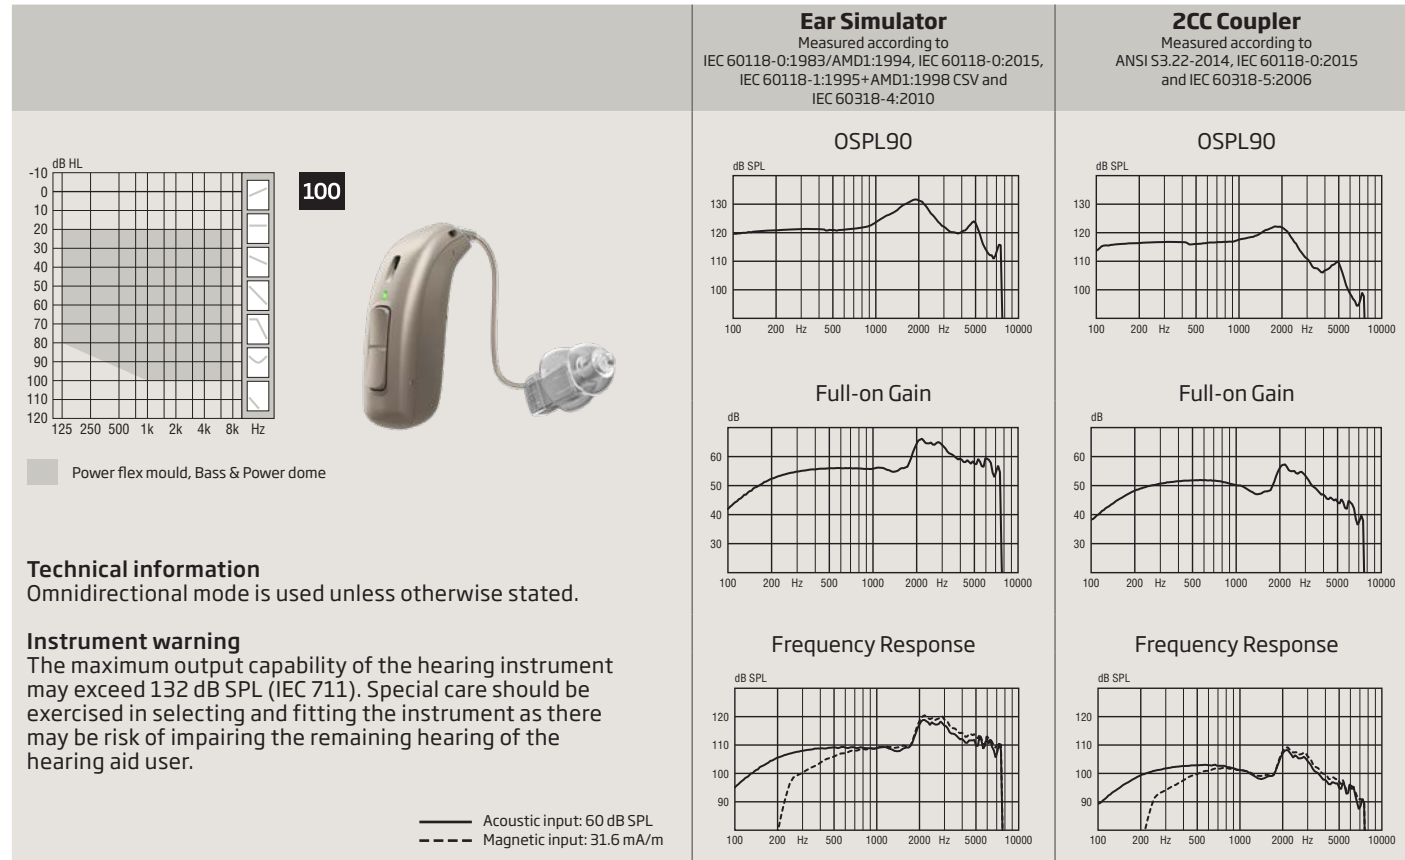 Ear Simulator
Measured according to
IEC 60118-0:1983/AMD1:1994, IEC 60118-0:2015,
IEC 60118-1:1995+AMD1:1998 CSV and
IEC 60318-4:2010
2CC Coupler
Measured according to
ANSI S3.22-2014, IEC 60118-0:2015
and IEC 60318-5:2006
dB HL
-10
0
10
20
30
40
50
60
70
80
90
100
110
120
125 250 500 1k 2k 4k 8k Hz
100
Power flex mould, Bass & Power dome
Technical information
Omnidirectional mode is used unless otherwise stated.
Instrument warning
The maximum output capability of the hearing instrument
may exceed 132 dB SPL (IEC 711). Special care should be
exercised in selecting and fitting the instrument as there
may be risk of impairing the remaining hearing of the
hearing aid user.
Acoustic input: 60 dB SPL
Magnetic input: 31.6 mA/m
OSPL90
dB SPL
130
120
110
100
100 200 Hz 500 1000 2000 Hz 5000 10000
Full-on Gain
dB
60
50
40
30
100 200 Hz 500 1000 2000 Hz 5000 10000
Frequency Response
dB SPL
120
110
100
90
100 200 Hz 500 1000 2000 Hz 5000 10000
OSPL90
dB SPL
130
120
110
100
100 200 Hz 500 1000 2000 Hz 5000 10000
Full-on Gain
dB
60
50
40
30
100 200 Hz 500 1000 2000 Hz 5000 10000
Frequency Response
dB SPL
120
110
100
90
100 200 Hz 500 1000 2000 Hz 5000 10000